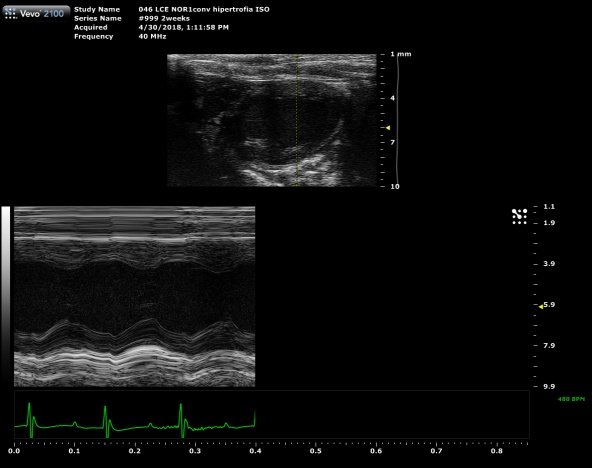 Vevo 2100
Study Name 046 LCE NOR1conv hipertrofia ISO
Series Name #999 2weeks
Acquired 4/30/2018, 1:11:58 PM
Frequency 40 MHz
1 mm
4
7
10
1.1
1.9
3.9
5.9
7.9
9.9
480 BPM
0.0 0.1 0.2 0.3 0.4 0.5 0.6 0.7 0.8